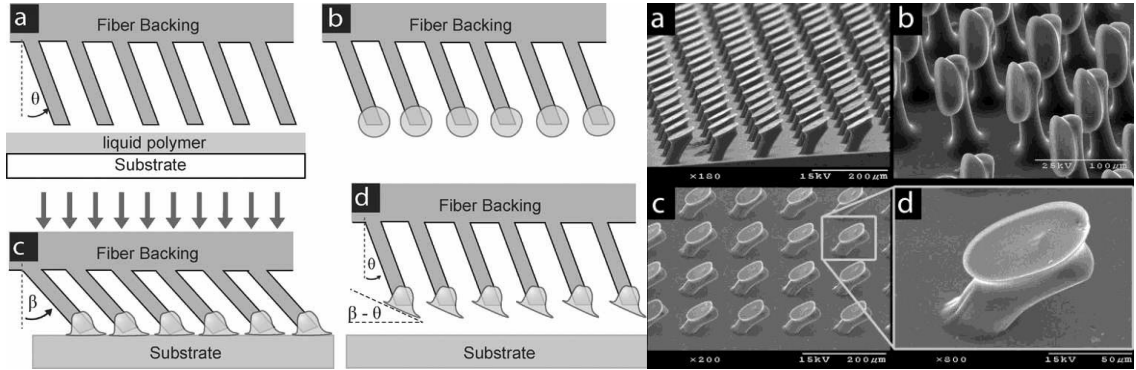 a
Fiber Backing
θ
liquid polymer
Substrate
b
Fiber Backing
c
Fiber Backing
β
Substrate
d
Fiber Backing
θ
β - θ
Substrate
a
×180 15kV 200μm
b
25kV 100μm
c
×200 15kV 200μm
d
×800 15kV 50μm